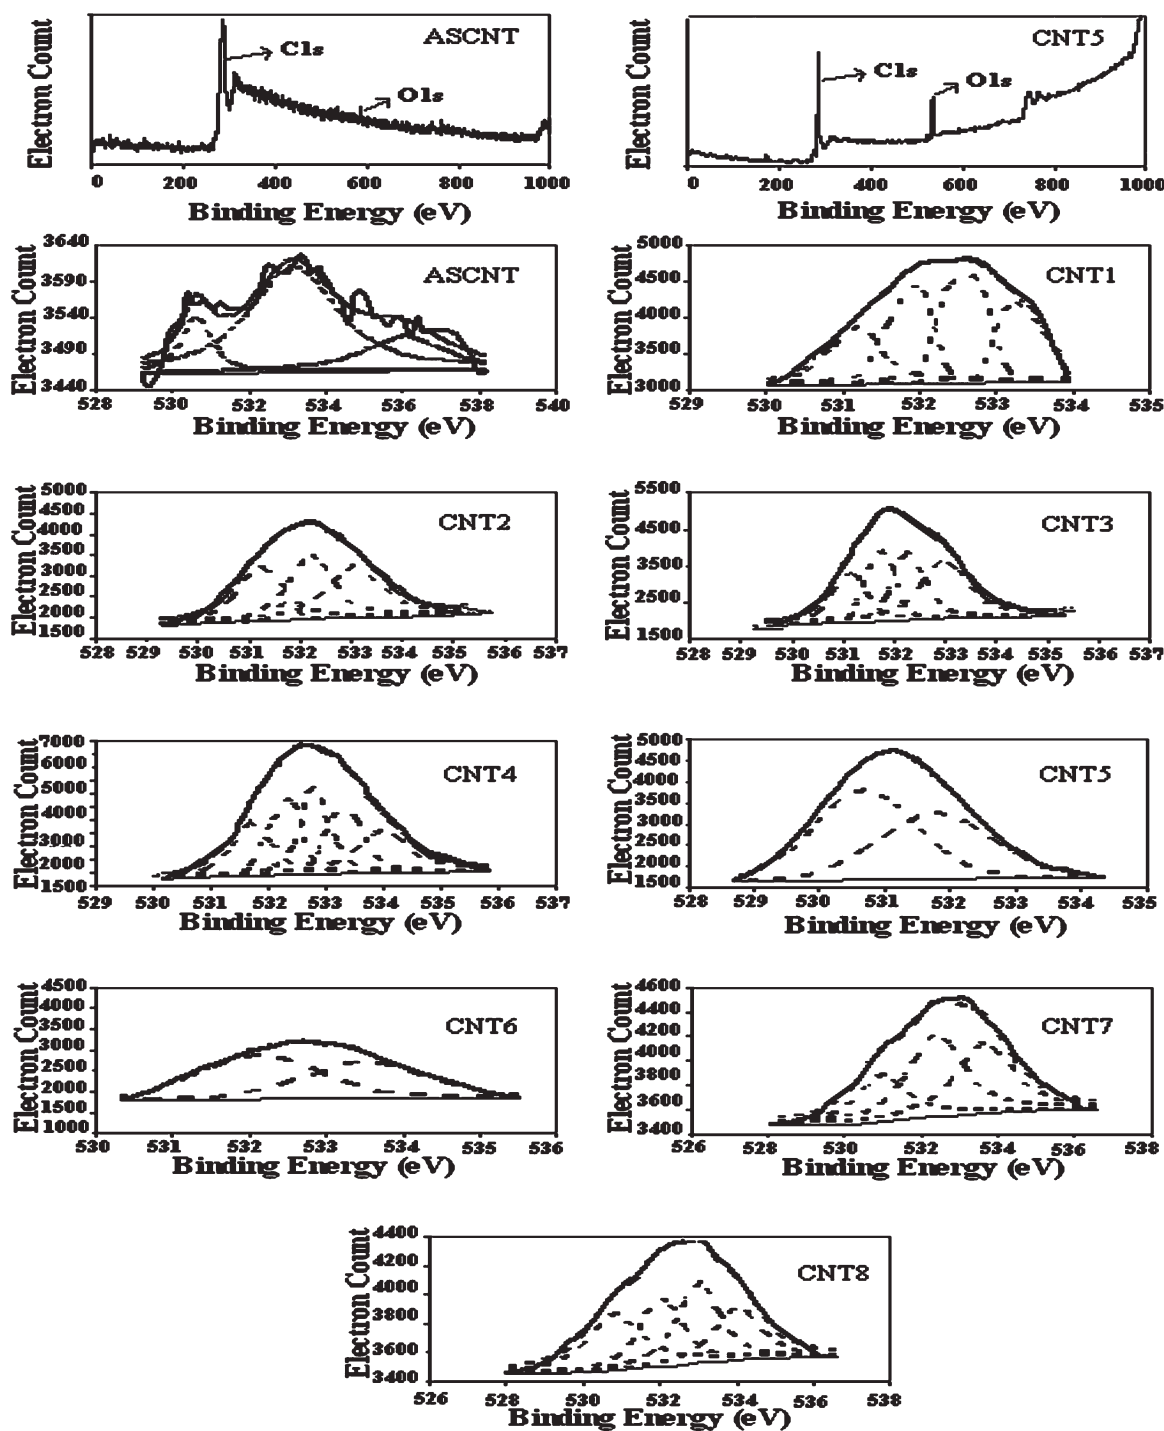 Electron Count
ASCNT
C1s
O1s
0 200 400 600 800 1000
Binding Energy (eV)
Electron Count
CNT5
C1s
O1s
0 200 400 600 800 1000
Binding Energy (eV)
Electron Count
3640
3590
3540
3490
3440
ASCNT
528 530 532 534 536 538 540
Binding Energy (eV)
Electron Count
5000
4500
4000
3500
3000
CNT1
529 530 531 532 533 534 535
Binding Energy (eV)
Electron Count
5000
4500
4000
3500
3000
2500
2000
1500
CNT2
528 529 530 531 532 533 534 535 536 537
Binding Energy (eV)
Electron Count
5500
4500
3500
2500
1500
CNT3
528 529 530 531 532 533 534 535 536 537
Binding Energy (eV)
Electron Count
7000
6000
5000
4000
3000
2000
1500
CNT4
529 530 531 532 533 534 535 536 537
Binding Energy (eV)
Electron Count
5000
4500
4000
3500
3000
2500
2000
1500
CNT5
528 529 530 531 532 533 534 535
Binding Energy (eV)
Electron Count
4500
4000
3500
3000
2500
2000
1500
1000
CNT6
530 531 532 533 534 535 536
Binding Energy (eV)
Electron Count
4600
4400
4200
4000
3800
3600
3400
CNT7
526 528 530 532 534 536 538
Binding Energy (eV)
Electron Count
4400
4200
4000
3800
3600
3400
CNT8
526 528 530 532 534 536 538
Binding Energy (eV)